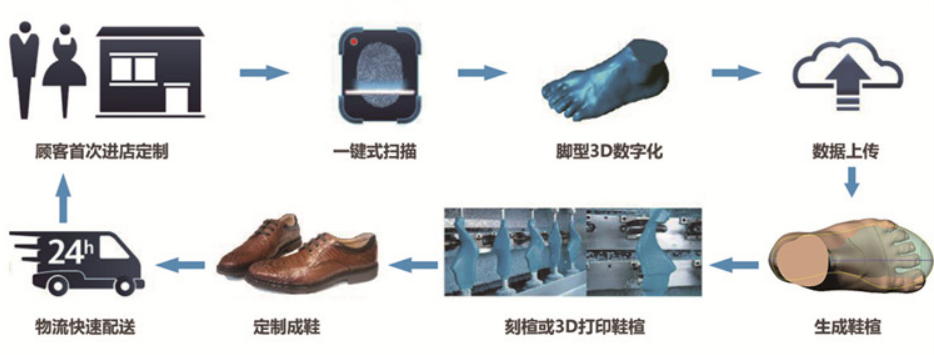 顾客首次进店定制
一键式扫描
脚型3D数字化
数据上传
24h
物流快速配送
定制成鞋
刻楦或3D打印鞋楦
生成鞋楦